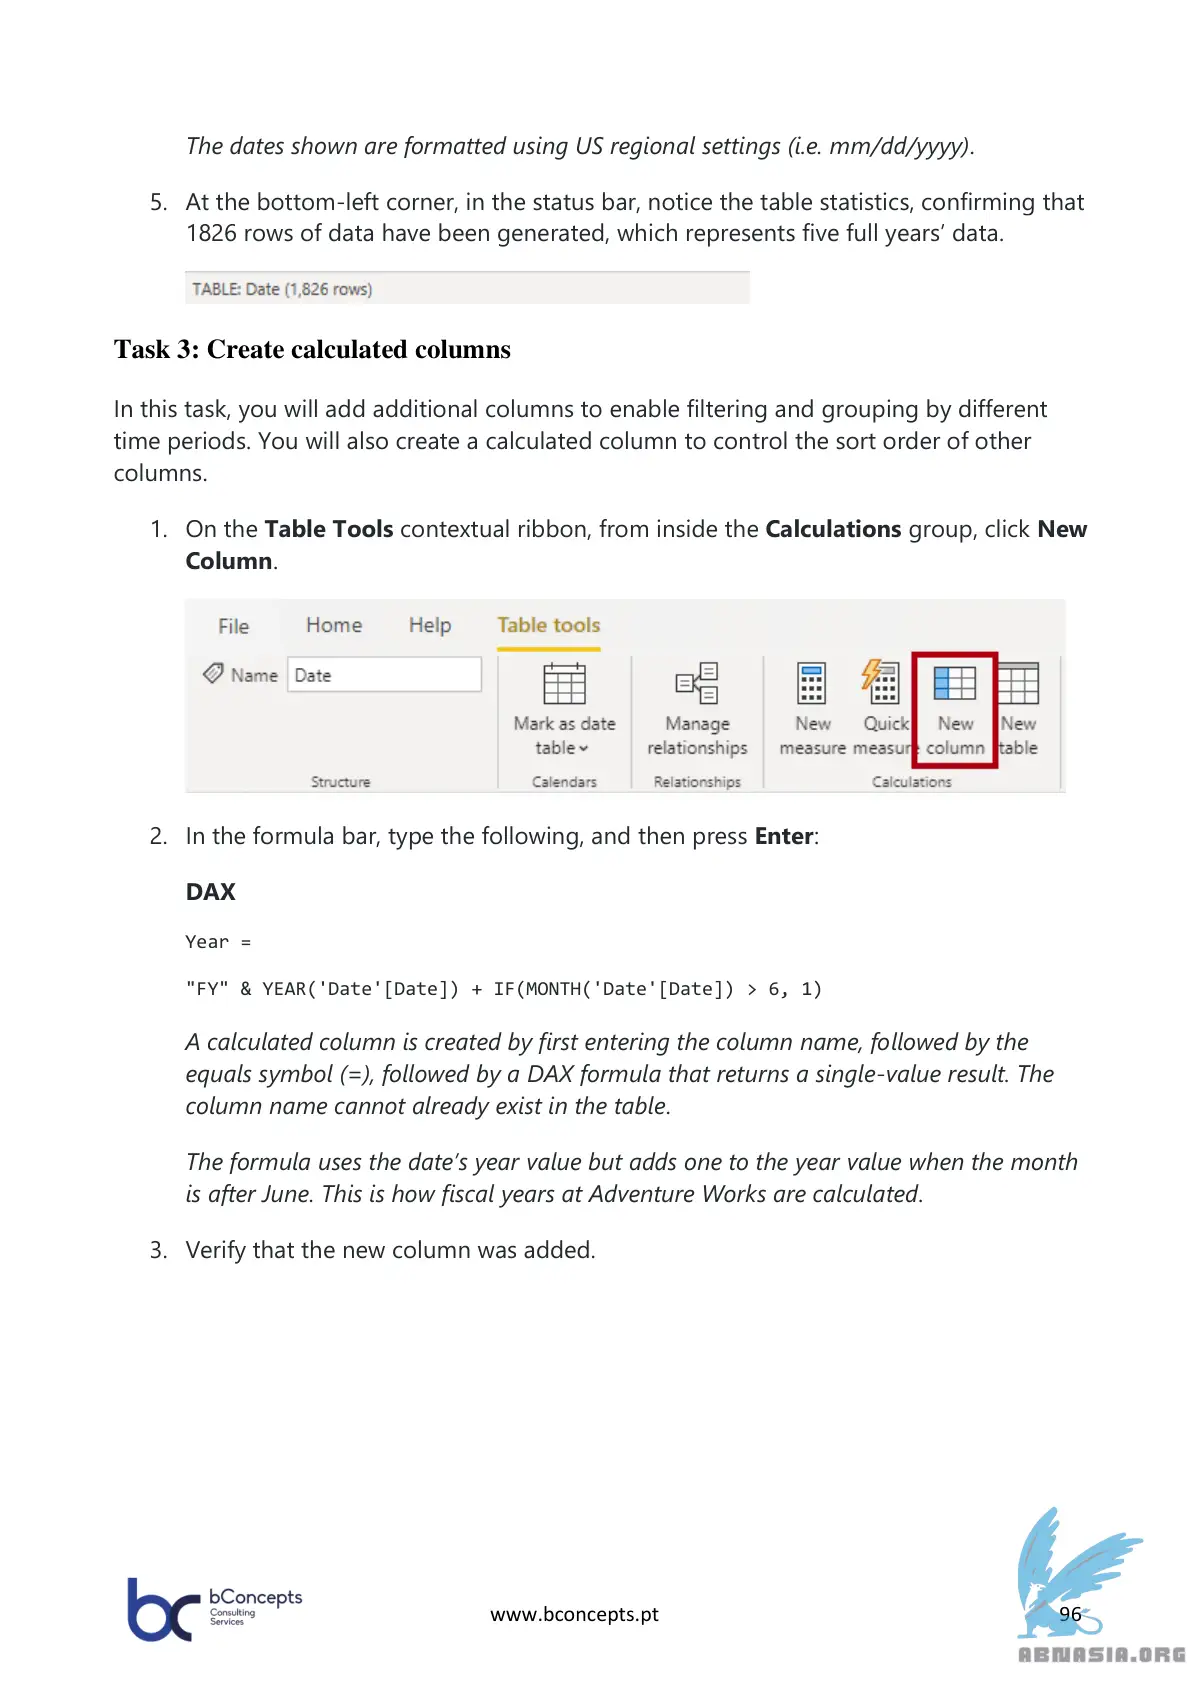 The dates shown are formatted using US regional settings (i.e. mm/dd/yyyy).
5. At the bottom-left corner, in the status bar, notice the table statistics, confirming that
1826 rows of data have been generated, which represents five full years’ data.
TABLE: Date (1,826 rows)
Task 3: Create calculated columns
In this task, you will add additional columns to enable filtering and grouping by different
time periods. You will also create a calculated column to control the sort order of other
columns.
1. On the Table Tools contextual ribbon, from inside the Calculations group, click New
Column.
File Home Help Table tools
Name Date
Mark as date table
Manage relationships
New measure
Quick measure
New column
New table
Structure Calendars Relationships Calculations
2. In the formula bar, type the following, and then press Enter:
DAX
Year =
"FY" & YEAR('Date'[Date]) + IF(MONTH('Date'[Date]) > 6, 1)
A calculated column is created by first entering the column name, followed by the
equals symbol (=), followed by a DAX formula that returns a single-value result. The
column name cannot already exist in the table.
The formula uses the date’s year value but adds one to the year value when the month
is after June. This is how fiscal years at Adventure Works are calculated.
3. Verify that the new column was added.
bc bConcepts
Consulting
Services
www.bconcepts.pt
96
ABNASIA.ORG